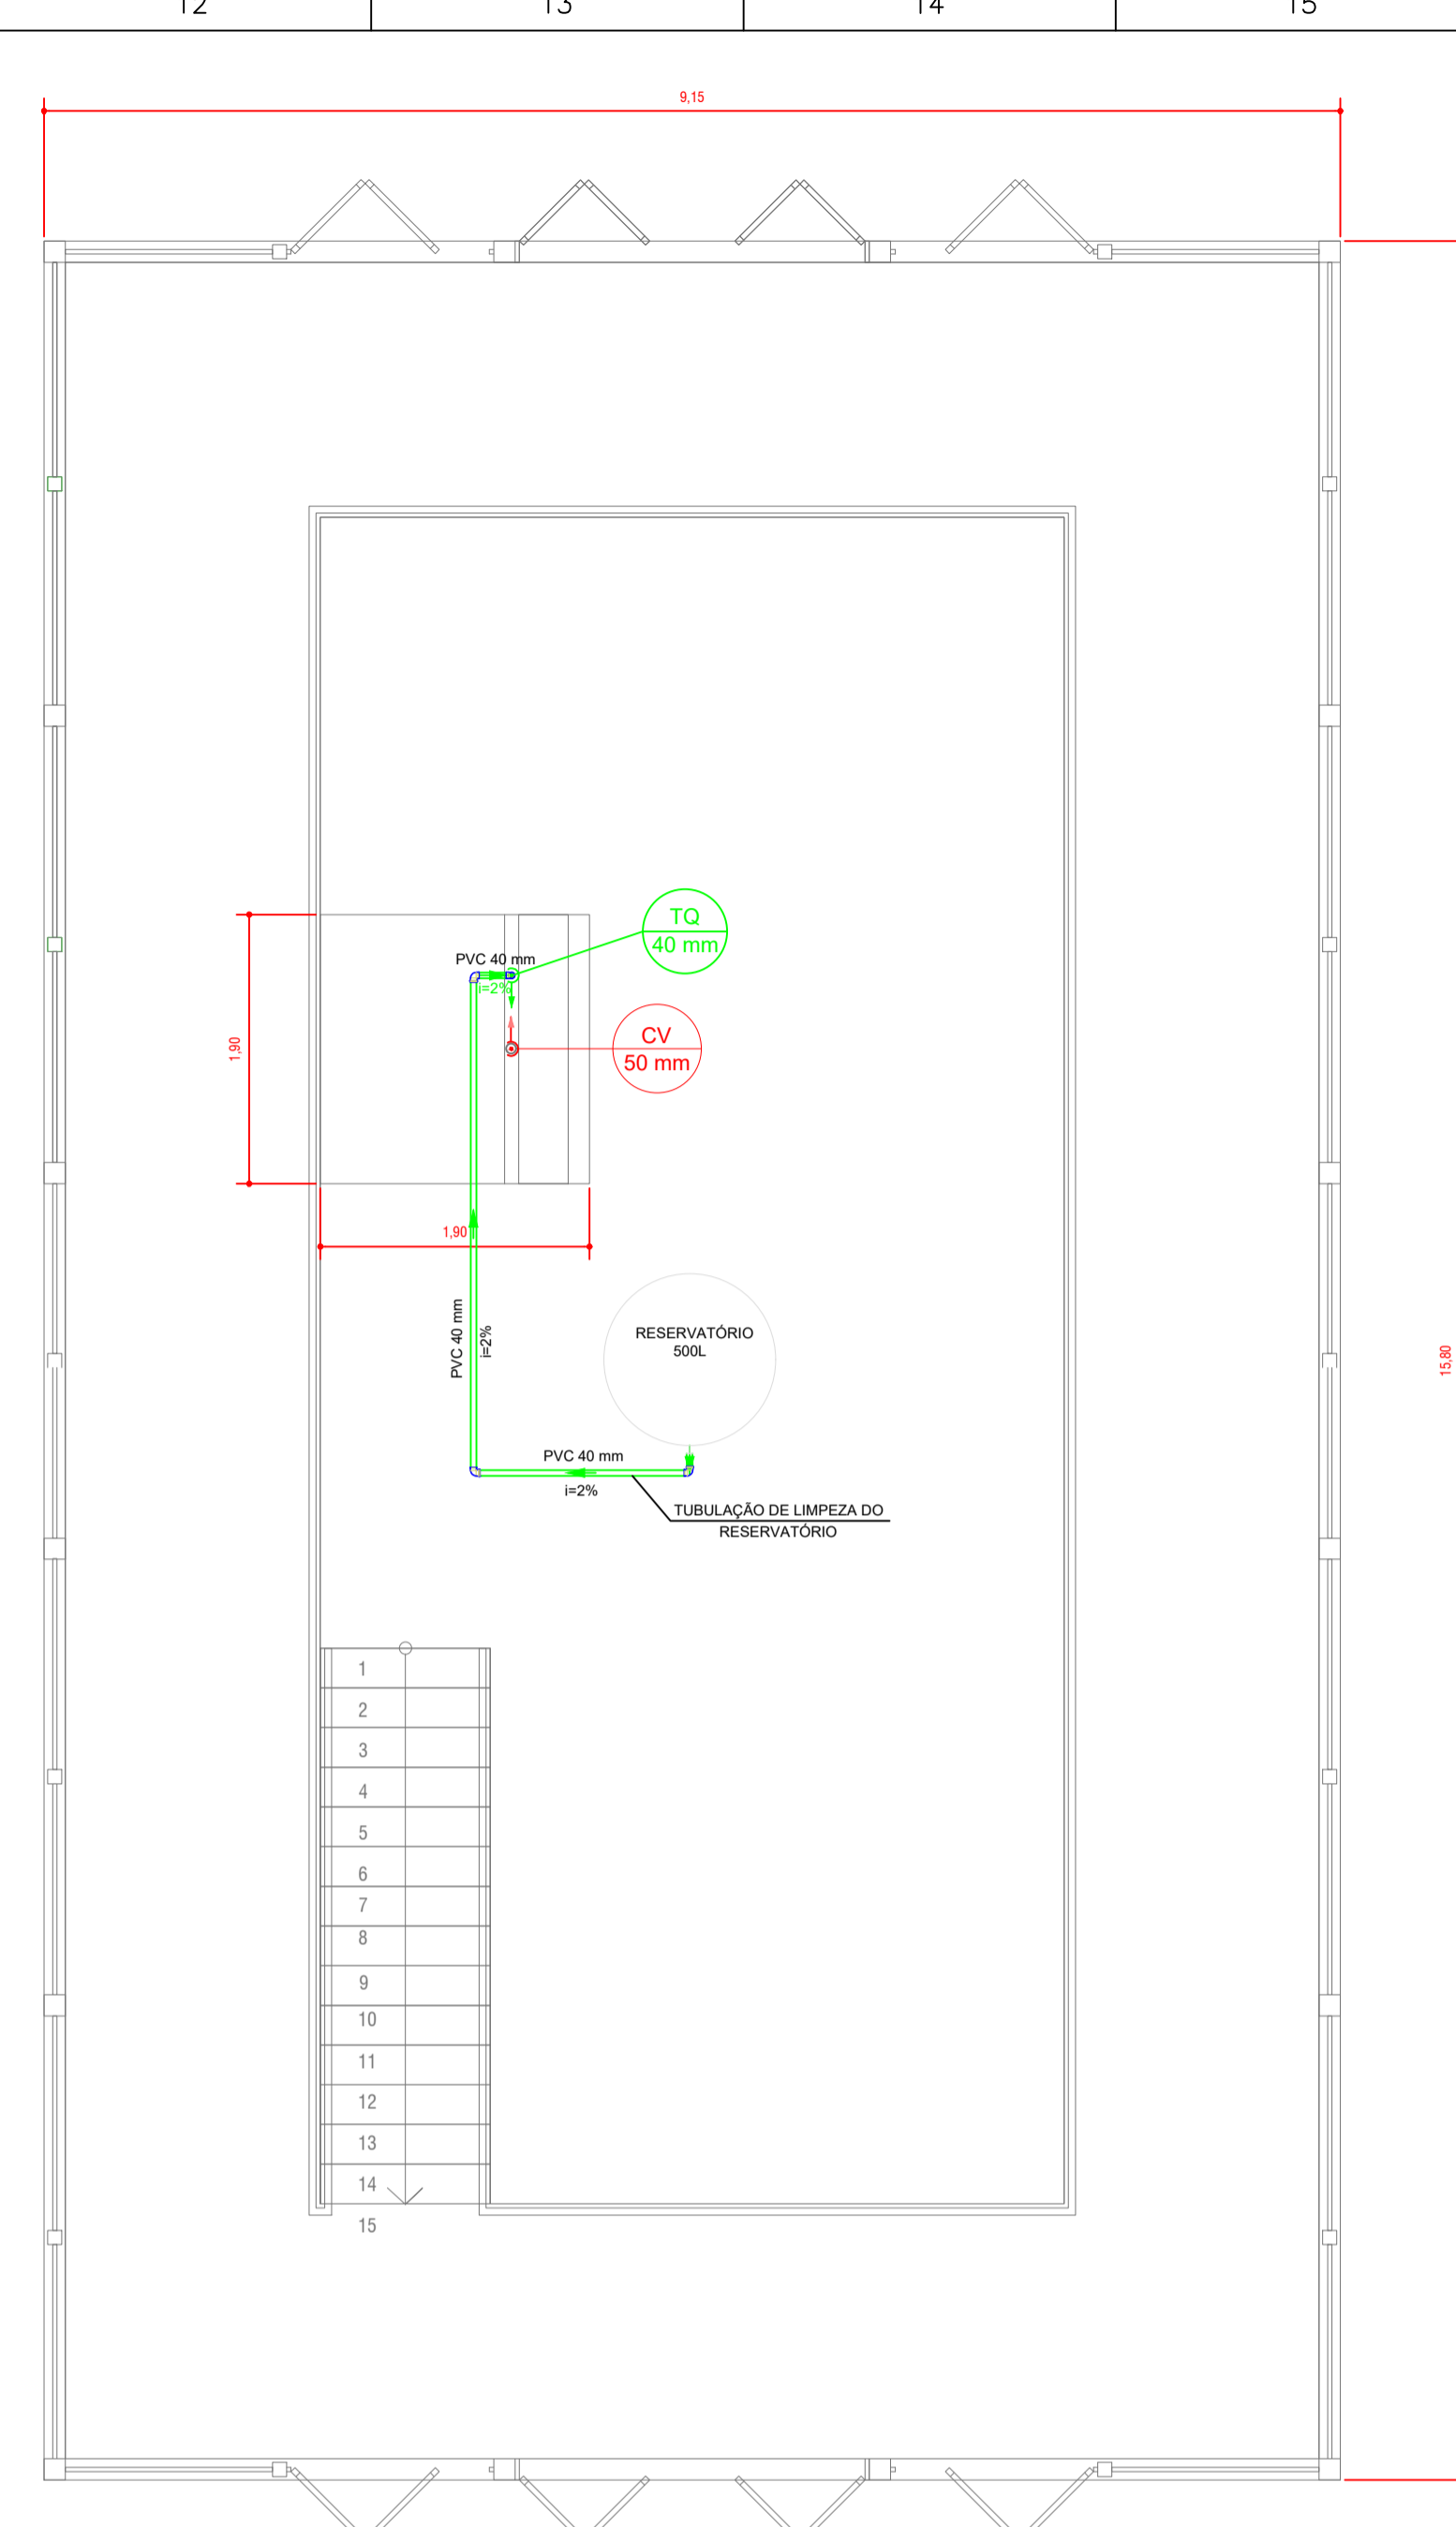 12
13
14
15
9,15
TQ
40 mm
PVC 40 mm
i=2%
CV
50 mm
1,90
1,90
PVC 40 mm
i=2%
RESERVATÓRIO
500L
15,80
PVC 40 mm
i=2%
TUBULAÇÃO DE LIMPEZA DO
RESERVATÓRIO
1
2
3
4
5
6
7
8
9
10
11
12
13
14
15